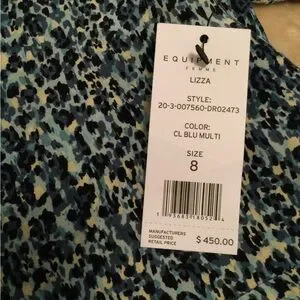 EQUIPMENT
FEMME
LIZZA
STYLE:
20-3-007560-DR02473
COLOR:
CL BLU MULTI
SIZE
8
MANUFACTURERS
SUGGESTED
RETAIL PRICE
$ 450.00